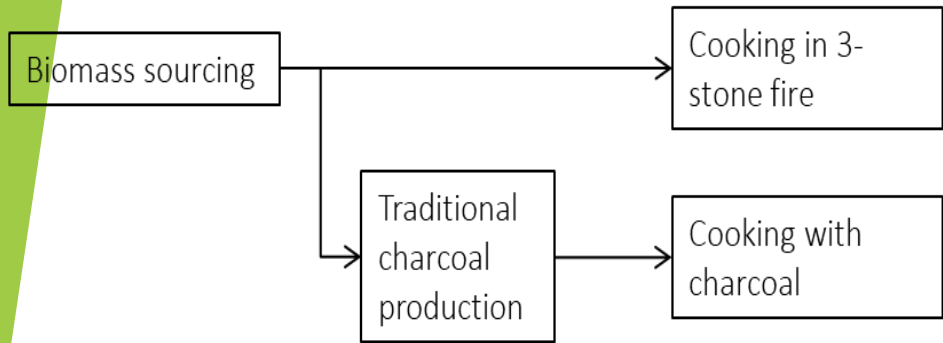 Biomass sourcing
Cooking in 3-
stone fire
Traditional
charcoal
production
Cooking with
charcoal